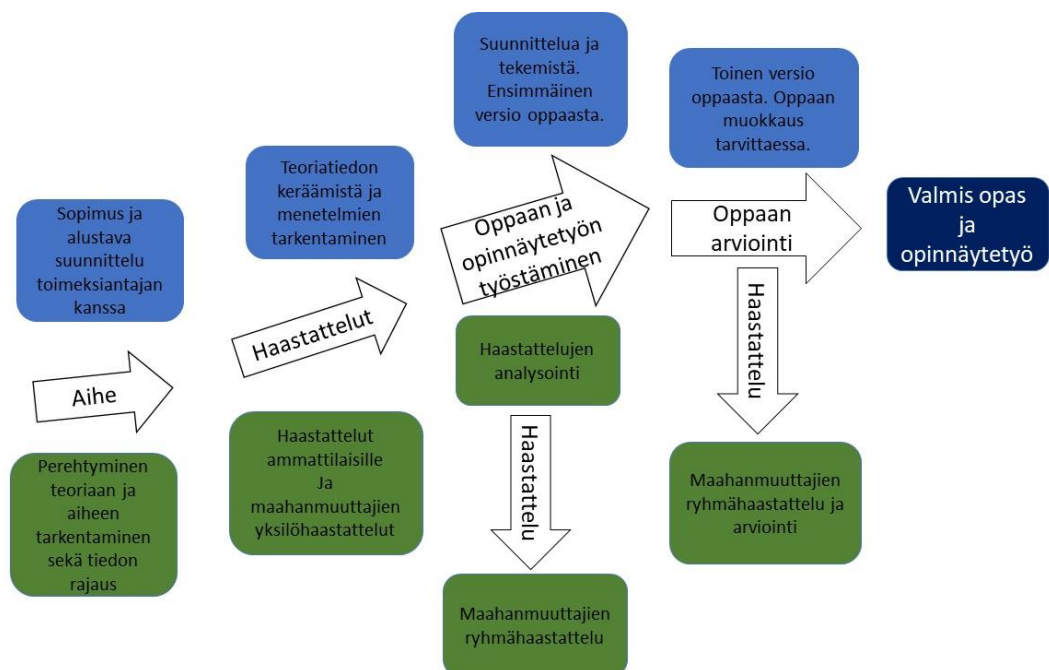 Sopimus ja
alustava
suunnittelu
toimeksiantajan
kanssa
Aihe
Perehtyminen
teoriaan ja
aiheen
tarkentaminen
sekä tiedon
rajaus
Teoriatiedon
keräämistä ja
menetelmien
tarkentaminen
Haastattelut
Haastattelut
ammattilaisille
Ja
maahanmuuttajien
yksilöhaastattelut
Suunnittelua ja
tekemistä.
Ensimmäinen
versio oppaasta.
Oppaan ja
opinnäytetyön
työstäminen
Haastattelujen
analysointi
Haastattelu
Maahanmuuttajien
ryhmähaastattelu
Toinen versio
oppaasta. Oppaan
muokkaus
tarvittaessa.
Oppaan
arviointi
Haastattelu
Maahanmuuttajien
ryhmähaastattelu ja
arviointi
Valmis opas
ja
opinnäytetyö